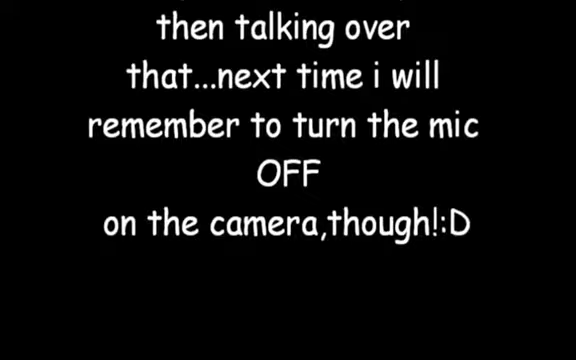 then talking over
that...next time i will
remember to turn the mic
OFF
on the camera,though!:D